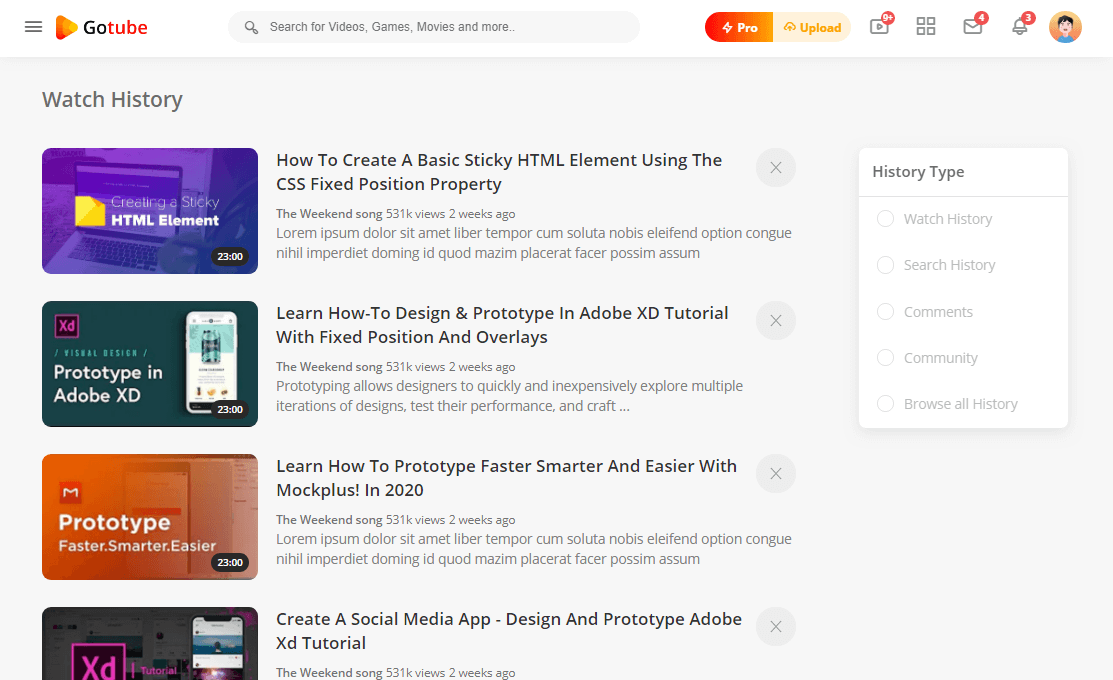 Gotube
Search for Videos, Games, Movies and more..
Pro
Upload
9+
4
3
Watch History
Creating a Sticky
HTML Element
23:00
How To Create A Basic Sticky HTML Element Using The
CSS Fixed Position Property
The Weekend song 531k views 2 weeks ago
Lorem ipsum dolor sit amet liber tempor cum soluta nobis eleifend option congue
nihil imperdiet doming id quod mazim placerat facer possim assum
Xd
/ VISUAL DESIGN /
Prototype in
Adobe XD
23:00
Learn How-To Design & Prototype In Adobe XD Tutorial
With Fixed Position And Overlays
The Weekend song 531k views 2 weeks ago
Prototyping allows designers to quickly and inexpensively explore multiple
iterations of designs, test their performance, and craft ...
Prototype
Faster.Smarter.Easier
23:00
Learn How To Prototype Faster Smarter And Easier With
Mockplus! In 2020
The Weekend song 531k views 2 weeks ago
Lorem ipsum dolor sit amet liber tempor cum soluta nobis eleifend option congue
nihil imperdiet doming id quod mazim placerat facer possim assum
Xd
Tutorial
Create A Social Media App - Design And Prototype Adobe
Xd Tutorial
The Weekend song 531k views 2 weeks ago
History Type
Watch History
Search History
Comments
Community
Browse all History